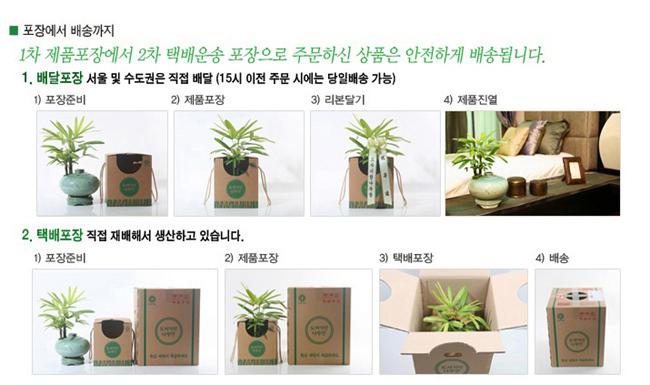 ■ 포장에서 배송까지
1차 제품포장에서 2차 택배운송 포장으로 주문하신 상품은 안전하게 배송됩니다.
1. 배달포장 서울 및 수도권은 직접 배달 (15시 이전 주문 시에는 당일배송 가능)
1) 포장준비 2) 제품포장 3) 리본달기 4) 제품진열
2. 택배포장 직접 재배해서 생산하고 있습니다.
1) 포장준비 2) 제품포장 3) 택배포장 4) 배송